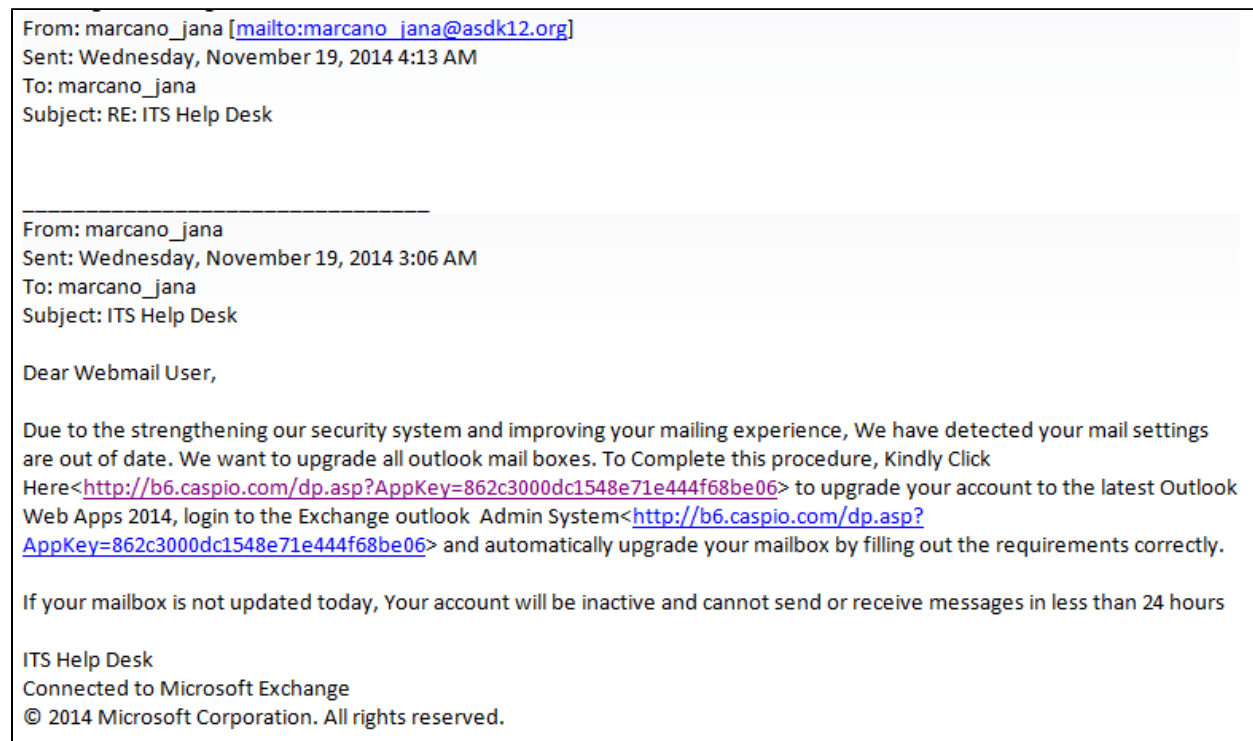 From: marcano_jana [mailto:marcano_jana@asdk12.org]
Sent: Wednesday, November 19, 2014 4:13 AM
To: marcano_jana
Subject: RE: ITS Help Desk
________________________________
From: marcano_jana
Sent: Wednesday, November 19, 2014 3:06 AM
To: marcano_jana
Subject: ITS Help Desk
Dear Webmail User,
Due to the strengthening our security system and improving your mailing experience, We have detected your mail settings
are out of date. We want to upgrade all outlook mail boxes. To Complete this procedure, Kindly Click
Here<http://b6.caspio.com/dp.asp?AppKey=862c3000dc1548e71e444f68be06> to upgrade your account to the latest Outlook
Web Apps 2014, login to the Exchange outlook  Admin System<http://b6.caspio.com/dp.asp?
AppKey=862c3000dc1548e71e444f68be06> and automatically upgrade your mailbox by filling out the requirements correctly.
If your mailbox is not updated today, Your account will be inactive and cannot send or receive messages in less than 24 hours
ITS Help Desk
Connected to Microsoft Exchange
© 2014 Microsoft Corporation. All rights reserved.